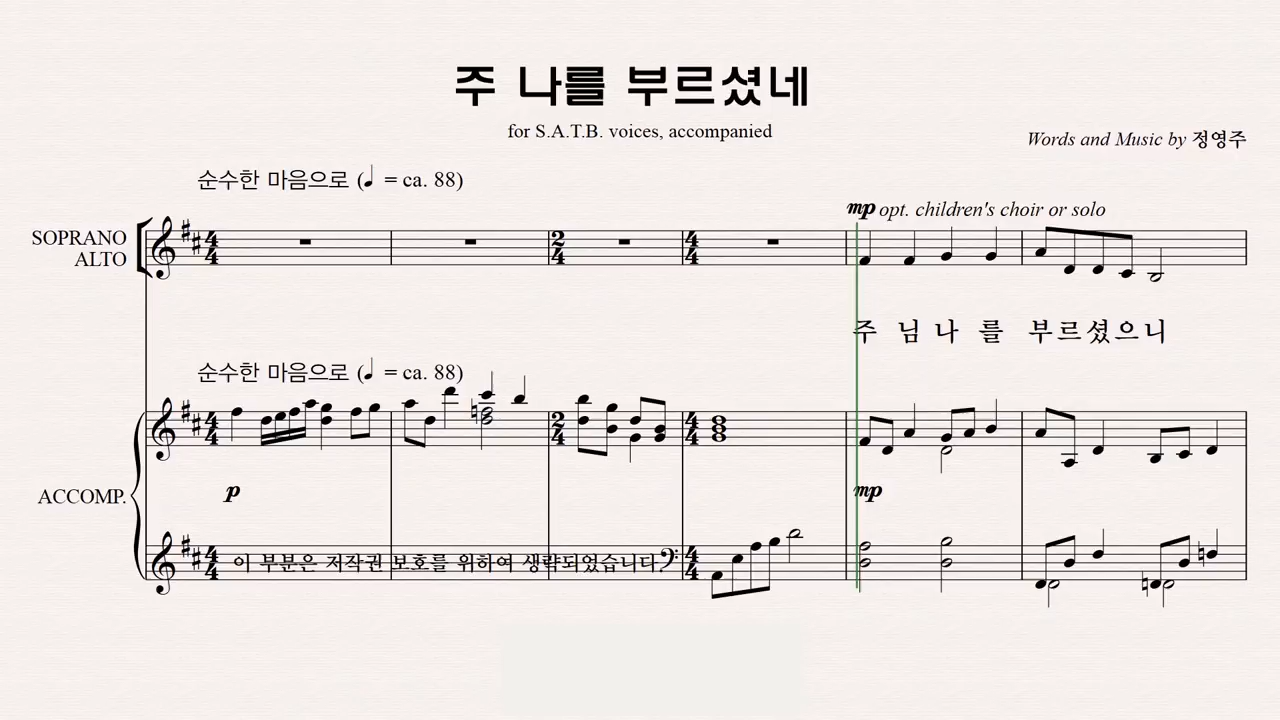 주 나를 부르셨네
for S.A.T.B. voices, accompanied
Words and Music by 정영주
순수한 마음으로 (♩ = ca. 88)
mp opt. children's choir or solo
SOPRANO
ALTO
주 님 나 를 부르셨으니
순수한 마음으로 (♩ = ca. 88)
p
mp
ACCOMP.
이 부분은 저작권 보호를 위하여 생략되었습니다